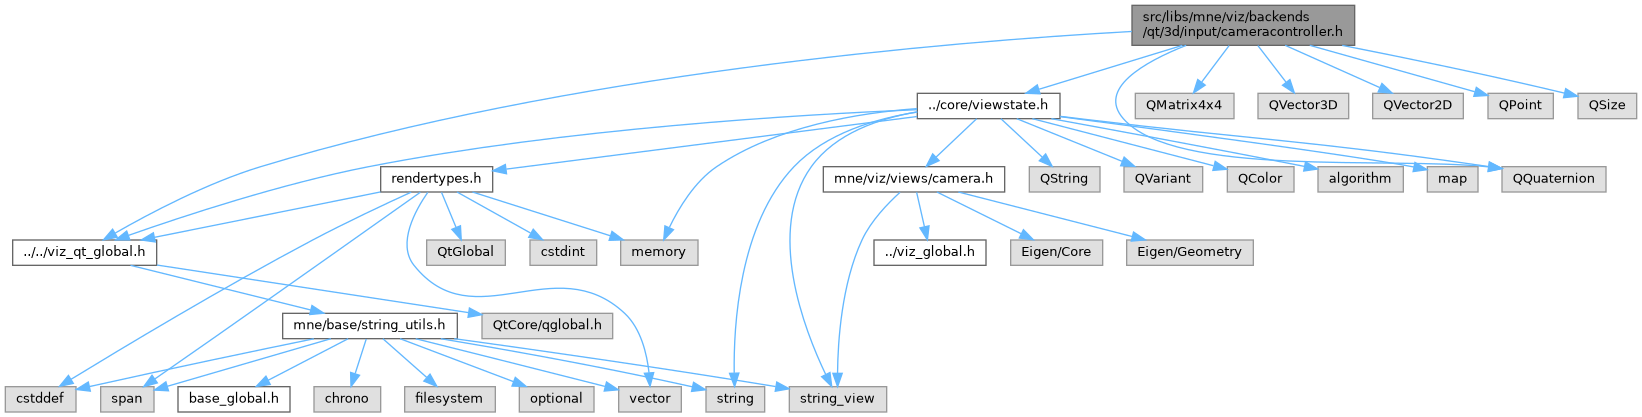 src/libs/mne/viz/backends
/qt/3d/input/cameracontroller.h
../core/viewstate.h
QMatrix4x4
QVector3D
QVector2D
QPoint
QSize
rendertypes.h
mne/viz/views/camera.h
QString
QVariant
QColor
algorithm
map
QQuaternion
../../viz_qt_global.h
QtGlobal
cstdint
memory
../viz_global.h
Eigen/Core
Eigen/Geometry
mne/base/string_utils.h
QtCore/qglobal.h
cstddef
span
base_global.h
chrono
filesystem
optional
vector
string
string_view